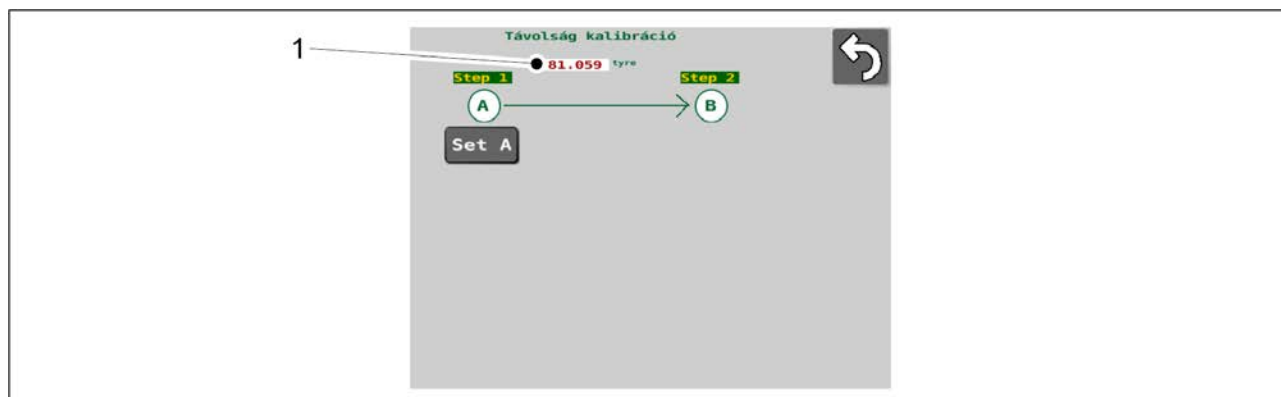 Távolság kalibráció
1
81.059 tyre
Step 1 Step 2
A B
Set A